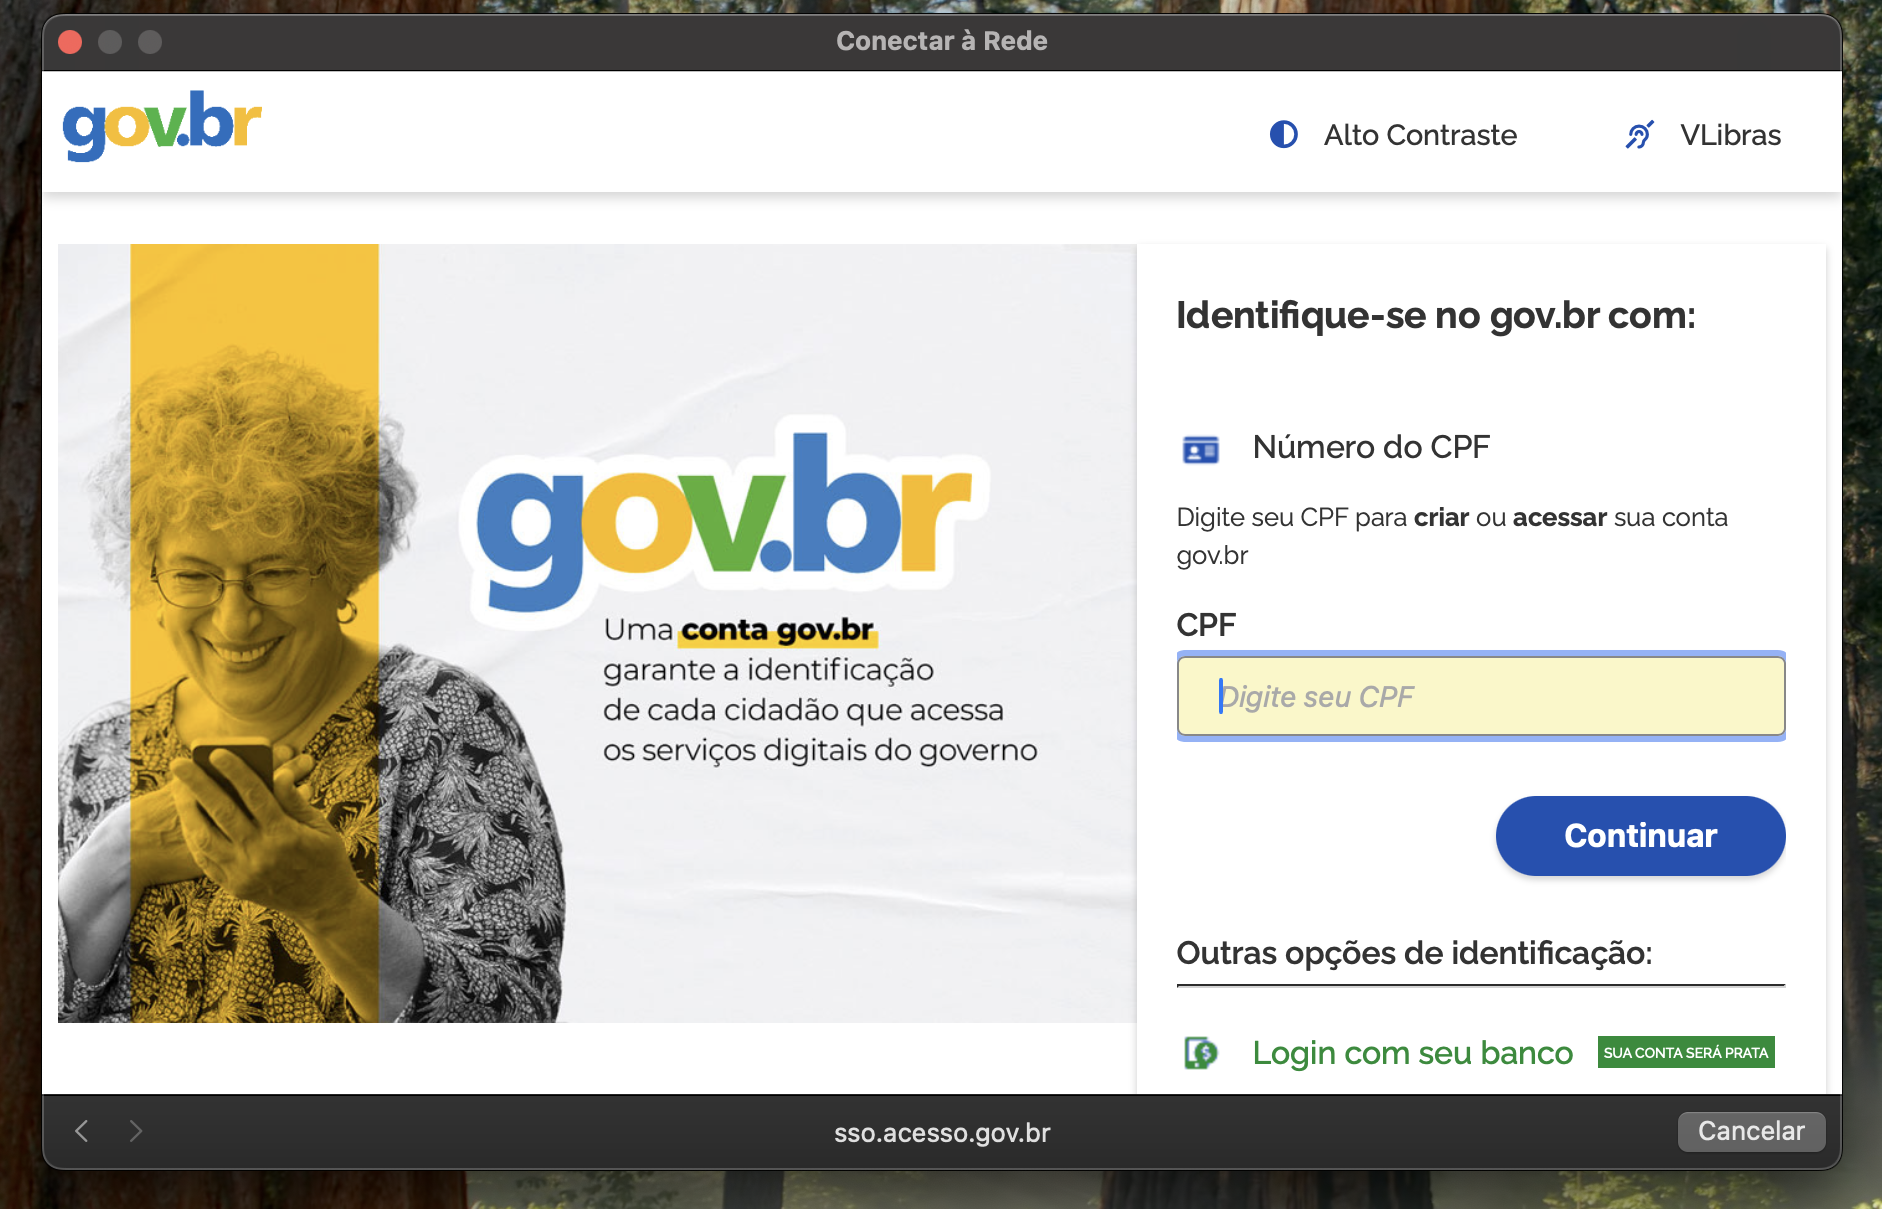 Conectar à Rede
gov.br
Alto Contraste
VLibras
gov.br
Uma conta gov.br
garante a identificação
de cada cidadão que acessa
os serviços digitais do governo
Identifique-se no gov.br com:
Número do CPF
Digite seu CPF para criar ou acessar sua conta
gov.br
CPF
Digite seu CPF
Continuar
Outras opções de identificação:
Login com seu banco
SUA CONTA SERÁ PRATA
sso.acesso.gov.br
Cancelar